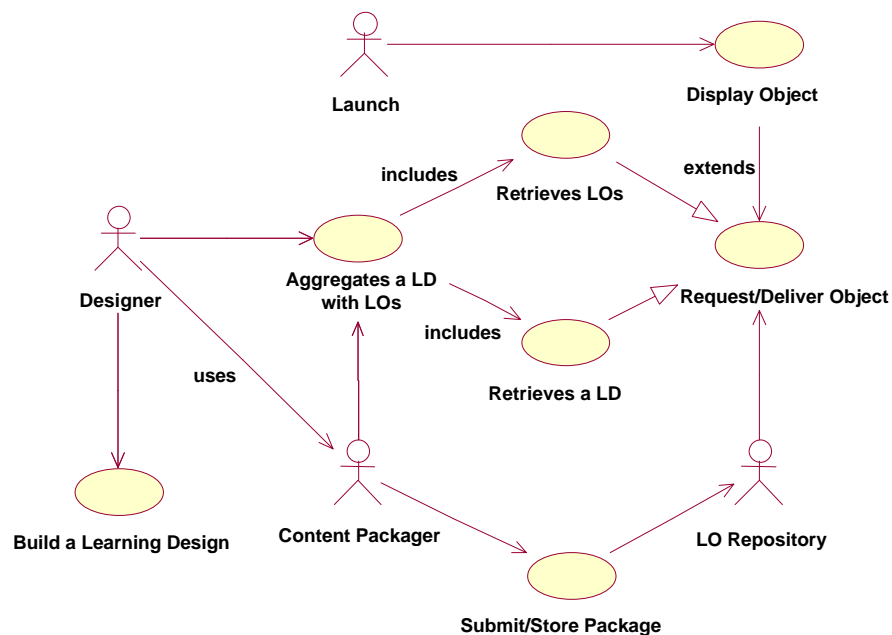 Launch
Display Object
includes
extends
Retrieves LOs
Designer
Aggregates a LD
with LOs
Request/Deliver Object
includes
uses
Retrieves a LD
Build a Learning Design
Content Packager
LO Repository
Submit/Store Package